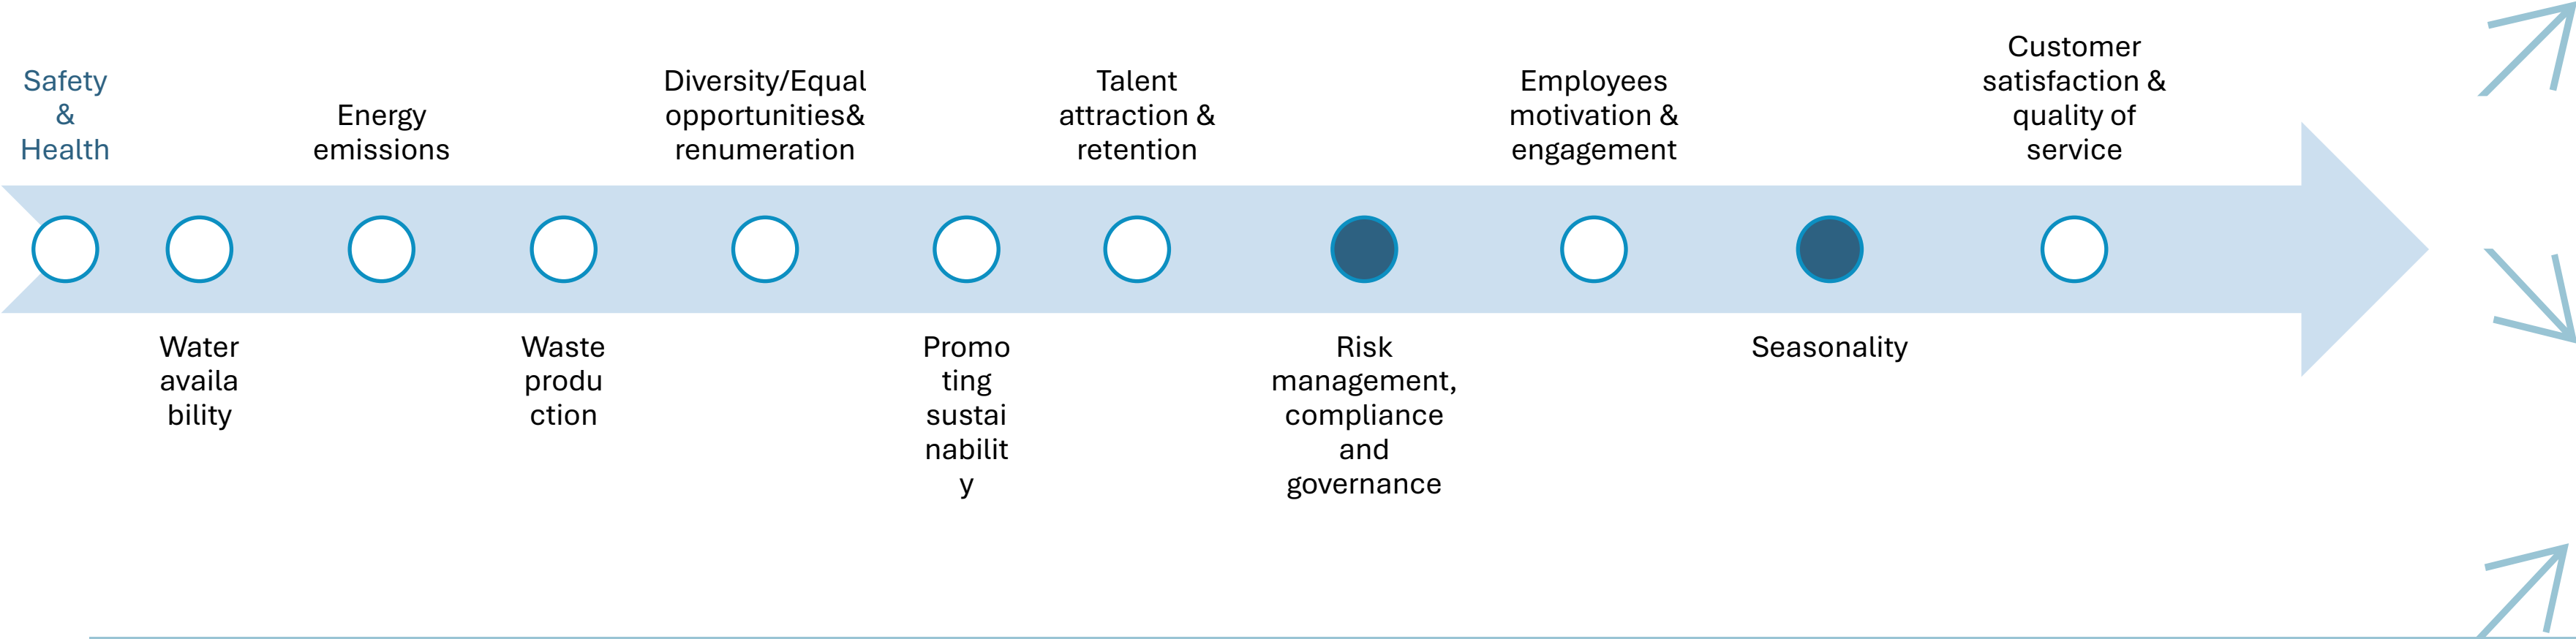 Safety
&
Health
Water
availa
bility
Energy
emissions
Waste
produ
ction
Diversity/Equal
opportunities&
renumeration
Promo
ting
sustai
nabilit
y
Talent
attraction &
retention
Risk
management,
compliance
and
governance
Employees
motivation &
engagement
Seasonality
Customer
satisfaction &
quality of
service